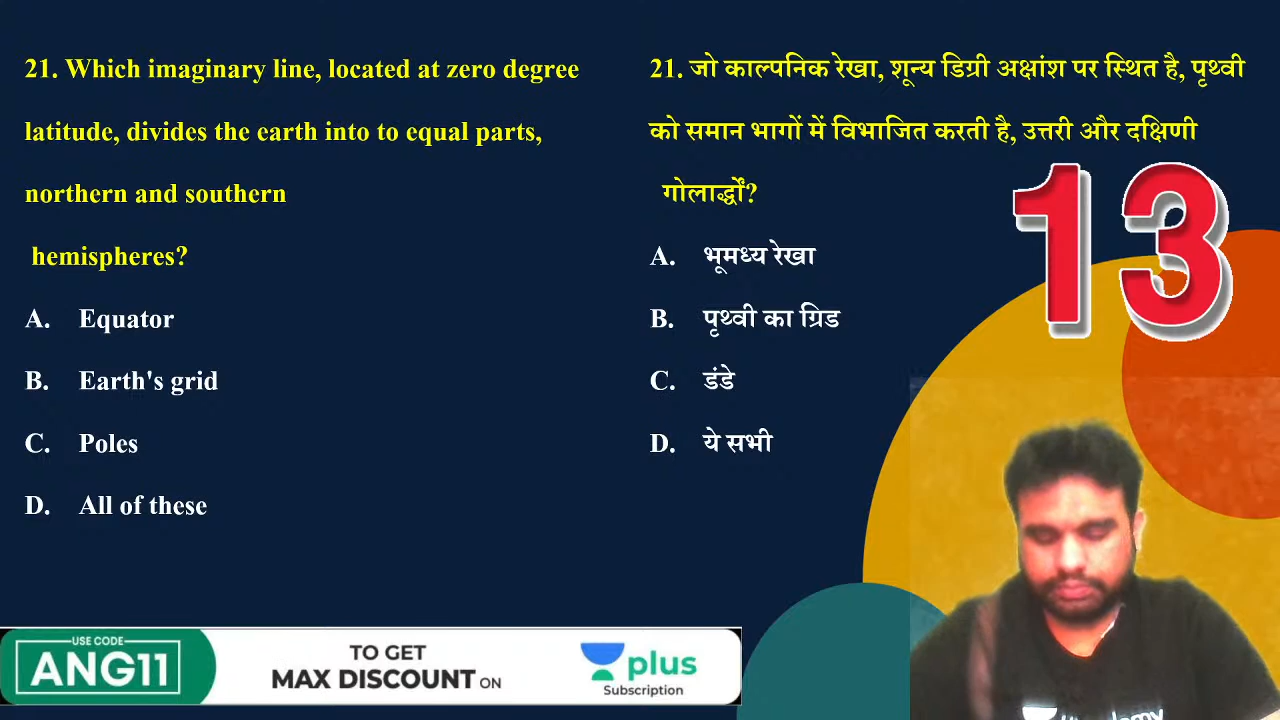 21. Which imaginary line, located at zero degree
latitude, divides the earth into to equal parts,
northern and southern
hemispheres?
A. Equator
B. Earth's grid
C. Poles
D. All of these
21. जो काल्पनिक रेखा, शून्य डिग्री अक्षांश पर स्थित है, पृथ्वी
को समान भागों में विभाजित करती है, उत्तरी और दक्षिणी
गोलार्द्धों?
A. भूमध्य रेखा
B. पृथ्वी का ग्रिड
C. डंडे
D. ये सभी
13
USE CODE
ANG11
TO GET
MAX DISCOUNT ON
plus
Subscription